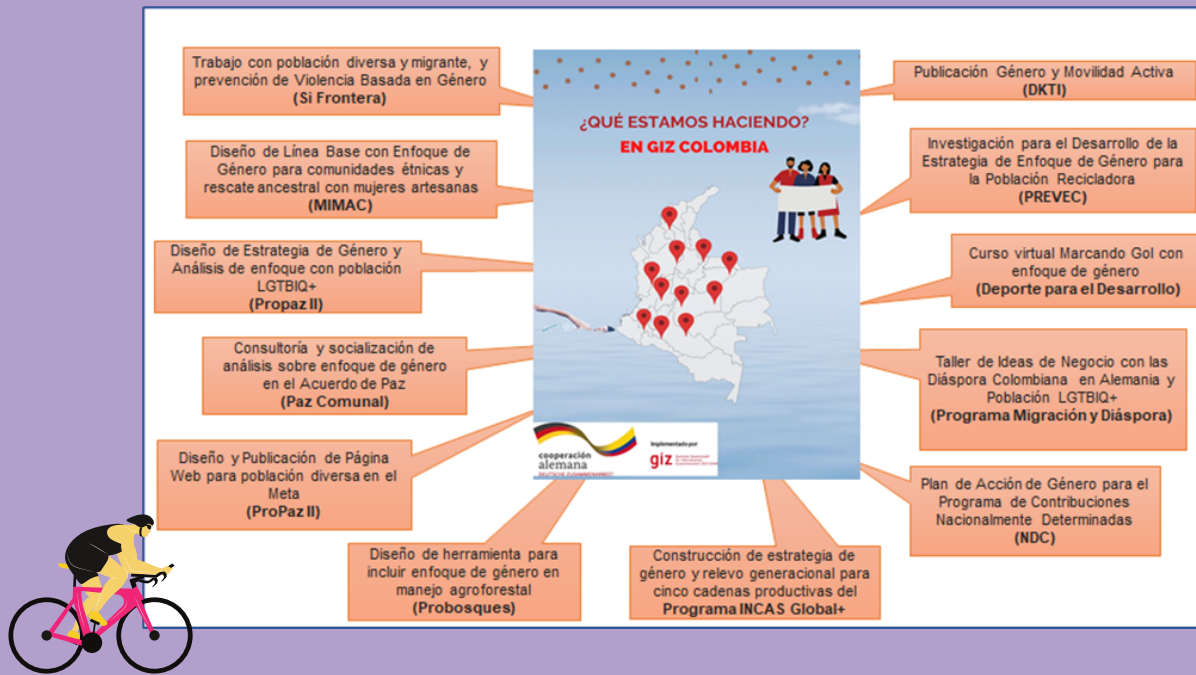 Trabajo con población diversa y migrante, y
prevención de Violencia Basada en Género
(Si Frontera)
Diseño de Línea Base con Enfoque de
Género para comunidades étnicas y
rescate ancestral con mujeres artesanas
(MIMAC)
Diseño de Estrategia de Género y
Análisis de enfoque con población
LGTBIQ+
(Propaz II)
Consultoría y socialización de
análisis sobre enfoque de género
en el Acuerdo de Paz
(Paz Comunal)
Diseño y Publicación de Página
Web para población diversa en el
Meta
(ProPaz II)
Diseño de herramienta para
incluir enfoque de género en
manejo agroforestal
(Probosques)
¿QUÉ ESTAMOS HACIENDO?
EN GIZ COLOMBIA
cooperación
alemana
DEUTSCHE ZUSAMMENARBEIT
Implementado por
giz
Construcción de estrategia de
género y relevo generacional para
cinco cadenas productivas del
Programa INCAS Global+
Publicación Género y Movilidad Activa
(DKTI)
Investigación para el Desarrollo de la
Estrategia de Enfoque de Género para
la Población Recicladora
(PREVEC)
Curso virtual Marcando Gol con
enfoque de género
(Deporte para el Desarrollo)
Taller de Ideas de Negocio con las
Diáspora Colombiana en Alemania y
Población LGTBIQ+
(Programa Migración y Diáspora)
Plan de Acción de Género para el
Programa de Contribuciones
Nacionalmente Determinadas
(NDC)